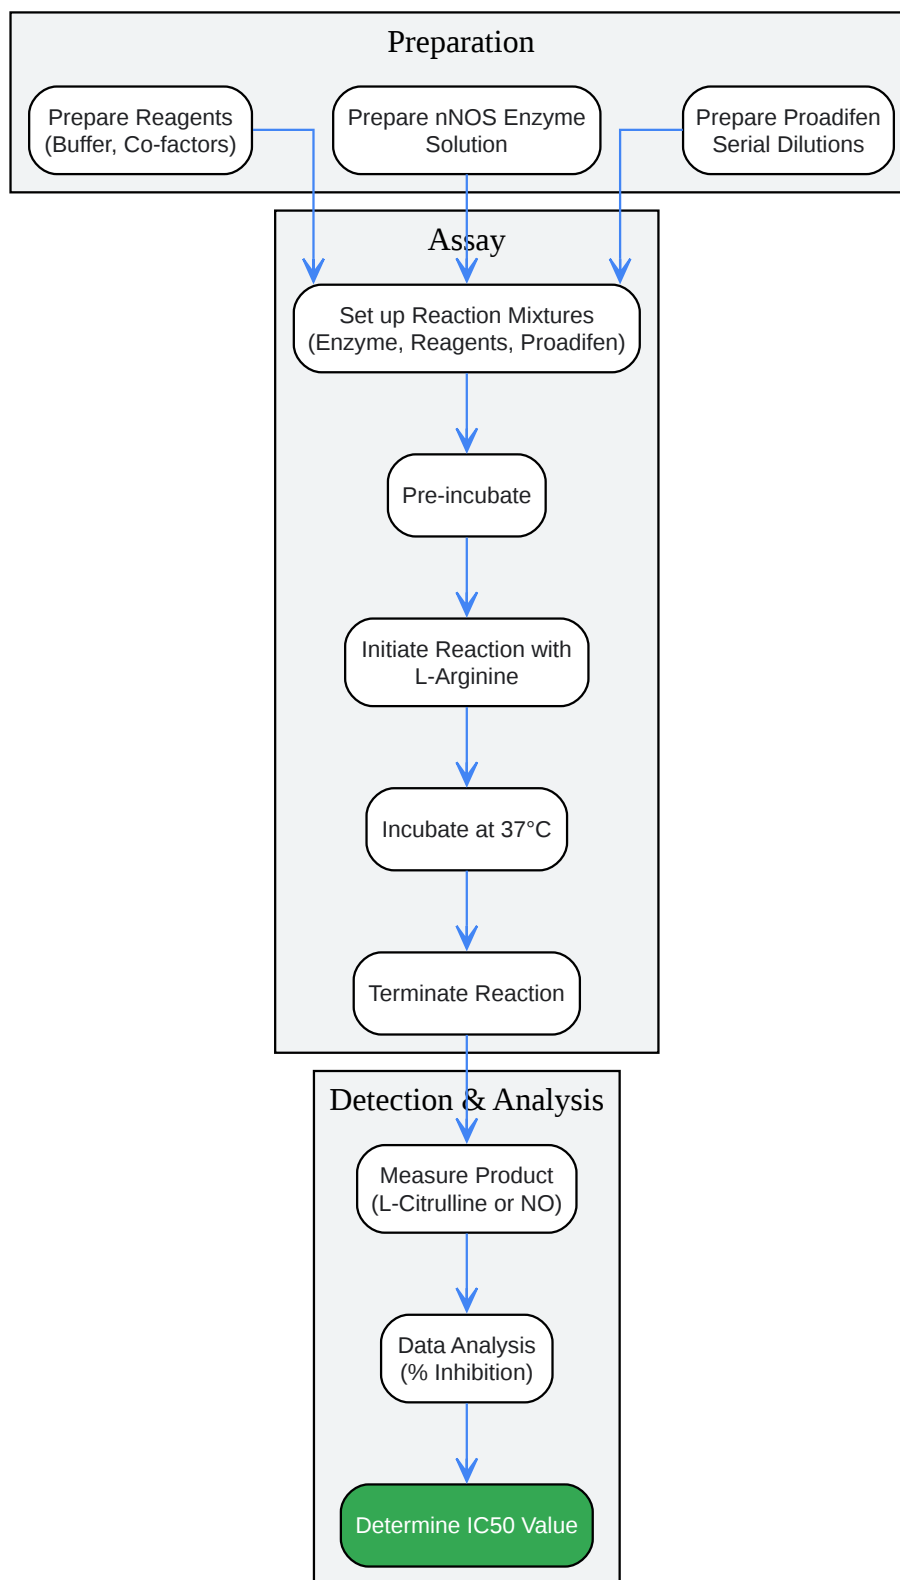 Preparation
Prepare Reagents
(Buffer, Co-factors)
Prepare nNOS Enzyme
Solution
Prepare Proadifen
Serial Dilutions
Assay
Set up Reaction Mixtures
(Enzyme, Reagents, Proadifen)
Pre-incubate
Initiate Reaction with
L-Arginine
Incubate at 37°C
Terminate Reaction
Detection & Analysis
Measure Product
(L-Citrulline or NO)
Data Analysis
(% Inhibition)
Determine IC50 Value